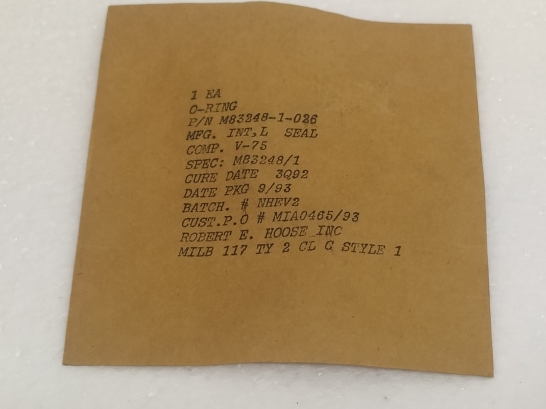 1 EA
O-RING
P/N M83248-1-026
MFG. INT,L SEAL
COMP. V-75
SPEC: M83248/1
CURE DATE 3Q92
DATE PKG 9/93
BATCH. # NHFV2
CUST.P.O # MIA0465/93
ROBERT E. HOOSE INC
MILB 117 TY 2 CL C STYLE 1